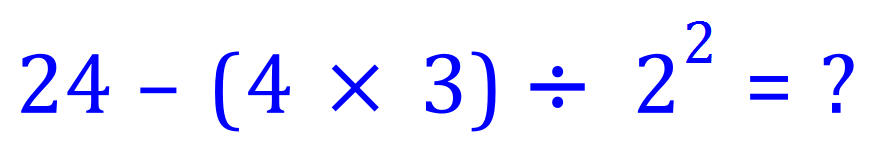 24 – (4 × 3) ÷ 2² = ?